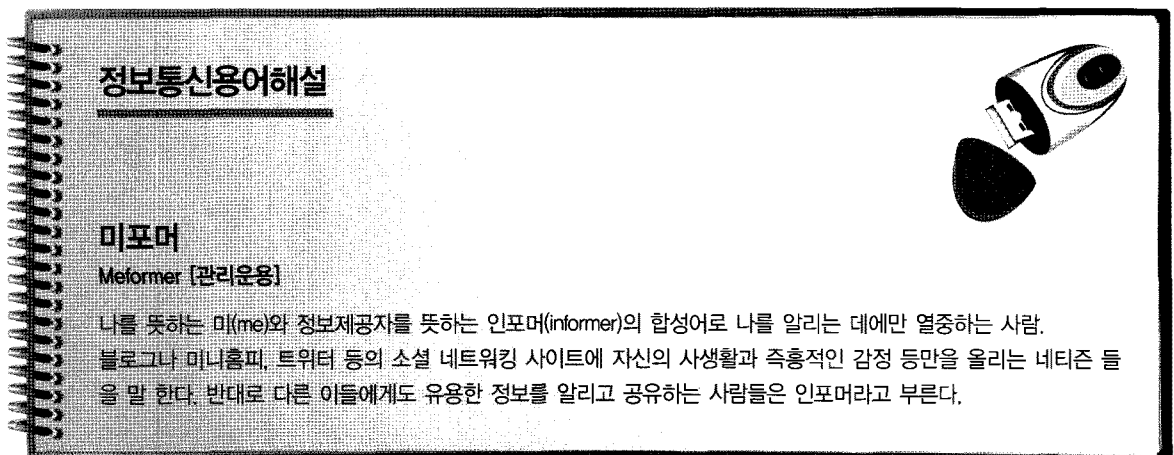 정보통신용어해설
미포머
Meformer [관리운용]
나를 뜻하는 미(me)와 정보제공자를 뜻하는 인포머(informer)의 합성어로 나를 알리는 데에만 열중하는 사람.
블로그나 미니홈피, 트위터 등의 소셜 네트워킹 사이트에 자신의 사생활과 즉흥적인 감정 등만을 올리는 네티즌 들
을 말 한다. 반대로 다른 이들에게도 유용한 정보를 알리고 공유하는 사람들은 인포머라고 부른다.